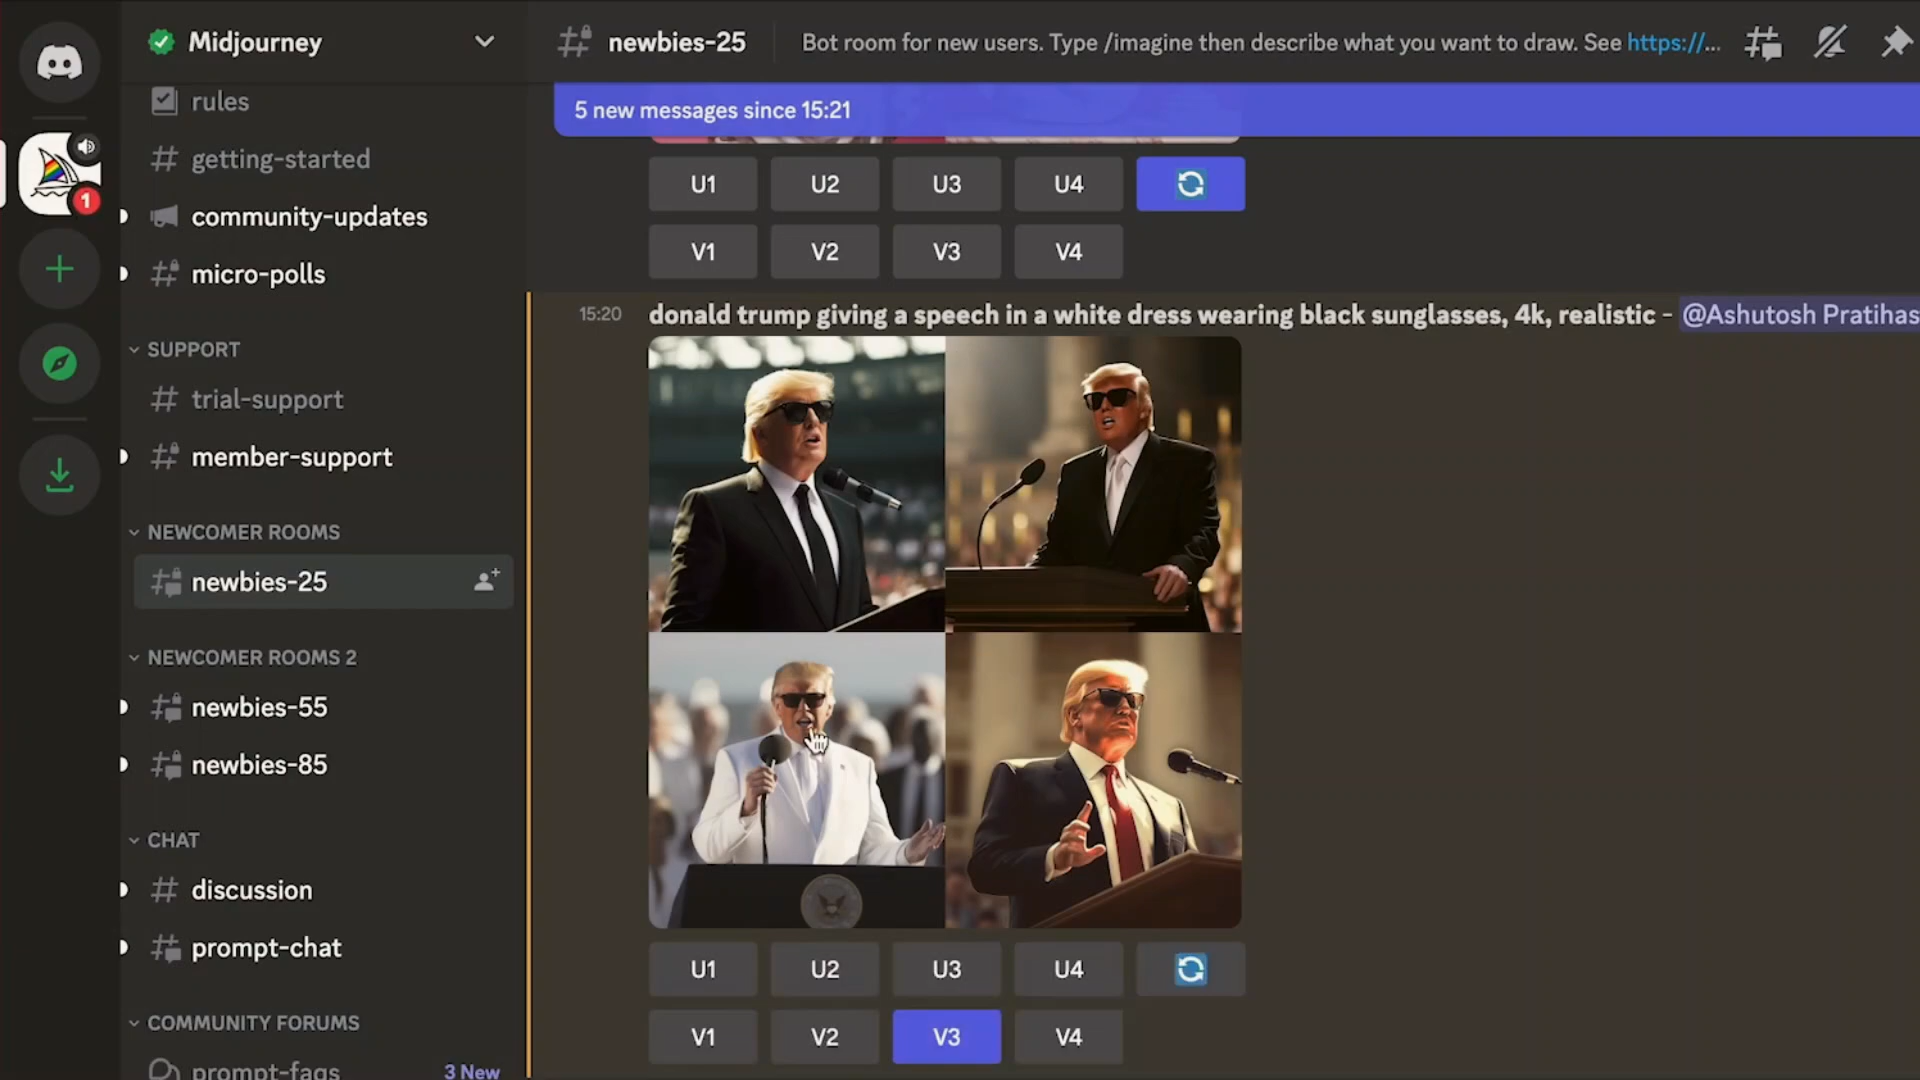 Midjourney
newbies-25
Bot room for new users. Type /imagine then describe what you want to draw. See https://...
rules
5 new messages since 15:21
getting-started
1
U1 U2 U3 U4
community-updates
V1 V2 V3 V4
micro-polls
15:20 donald trump giving a speech in a white dress wearing black sunglasses, 4k, realistic - @Ashutosh Pratihas
SUPPORT
trial-support
member-support
NEWCOMER ROOMS
newbies-25
NEWCOMER ROOMS 2
newbies-55
newbies-85
CHAT
discussion
prompt-chat
U1 U2 U3 U4
COMMUNITY FORUMS
V1 V2 V3 V4
prompt-faqs 3 New